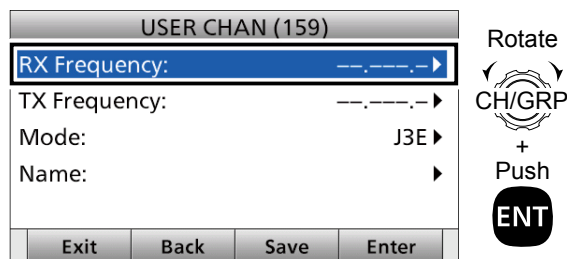 USER CHAN (159)
RX Frequency: ––.–––.–
TX Frequency: ––.–––.–
Mode: J3E
Name:
Exit Back Save Enter
Rotate
CH/GRP
+
Push
ENT